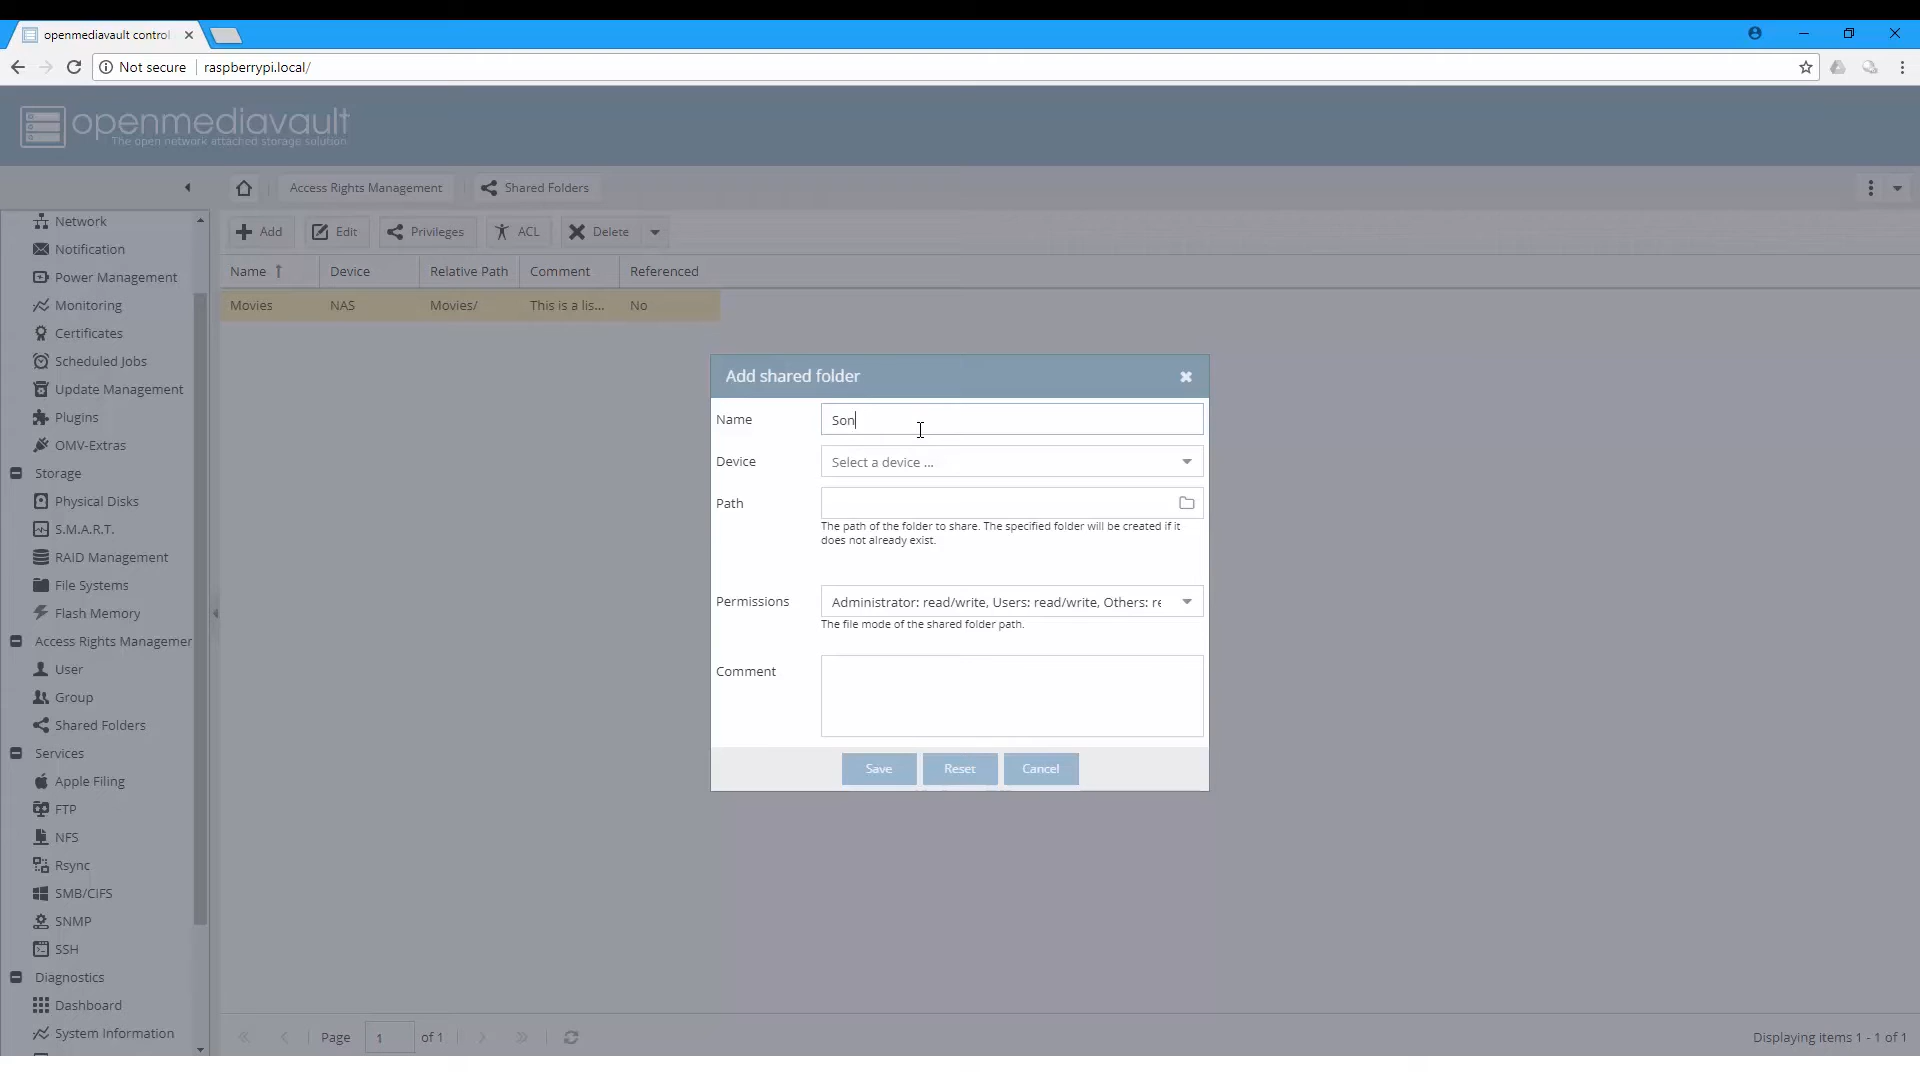 openmediavault control
Not secure
raspberrypi.local/
openmediavault
The open network attached storage solution
Access Rights Management
Shared Folders
Network
Notification
Power Management
Monitoring
Certificates
Scheduled Jobs
Update Management
Plugins
OMV-Extras
Storage
Physical Disks
S.M.A.R.T.
RAID Management
File Systems
Flash Memory
Access Rights Managemer
User
Group
Shared Folders
Services
Apple Filing
FTP
NFS
Rsync
SMB/CIFS
SNMP
SSH
Diagnostics
Dashboard
System Information
Add Edit Privileges ACL Delete
Name Device Relative Path Comment Referenced
Movies NAS Movies/ This is a lis... No
Add shared folder
Name Son
Device Select a device ...
Path
The path of the folder to share. The specified folder will be created if it
does not already exist.
Permissions Administrator: read/write, Users: read/write, Others: re
The file mode of the shared folder path.
Comment
Save Reset Cancel
Page 1 of 1
Displaying items 1 - 1 of 1